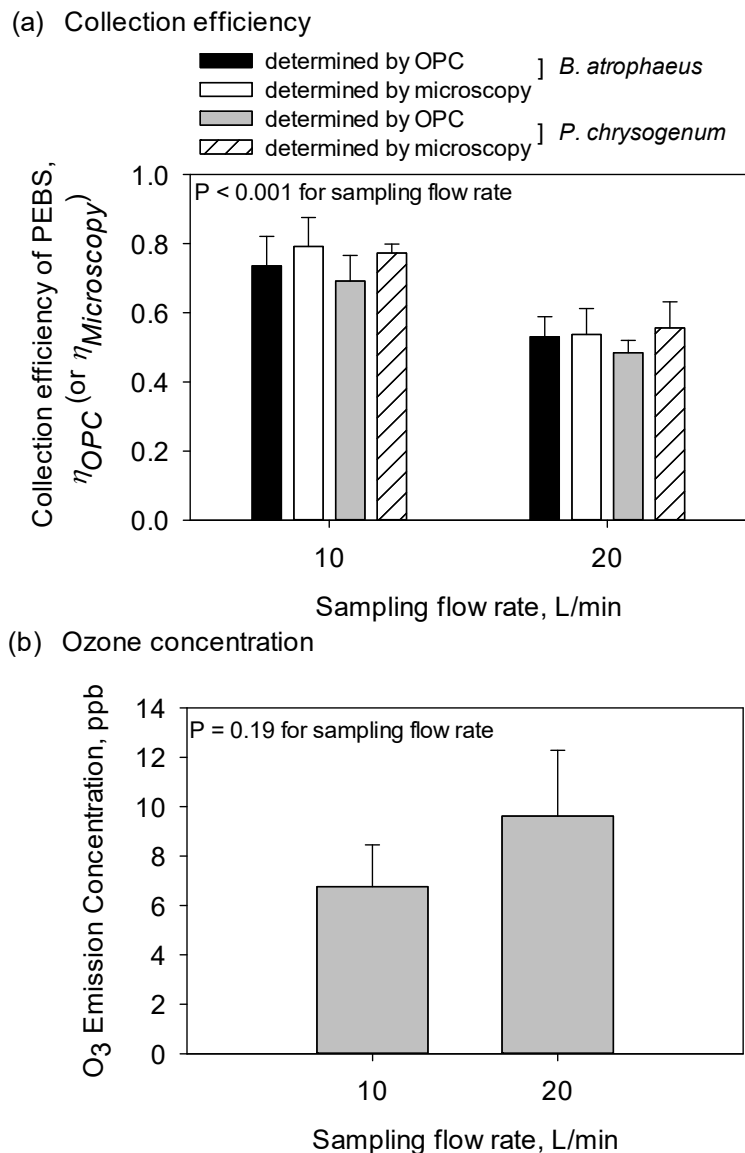 (a) Collection efficiency
determined by OPC
determined by microscopy
] B. atrophaeus
determined by OPC
determined by microscopy
] P. chrysogenum
Collection efficiency of PEBS,
ηOPC (or ηMicroscopy)
1.0
0.8
0.6
0.4
0.2
0.0
P < 0.001 for sampling flow rate
10
20
Sampling flow rate, L/min
(b) Ozone concentration
O3 Emission Concentration, ppb
14
12
10
8
6
4
2
0
P = 0.19 for sampling flow rate
10
20
Sampling flow rate, L/min